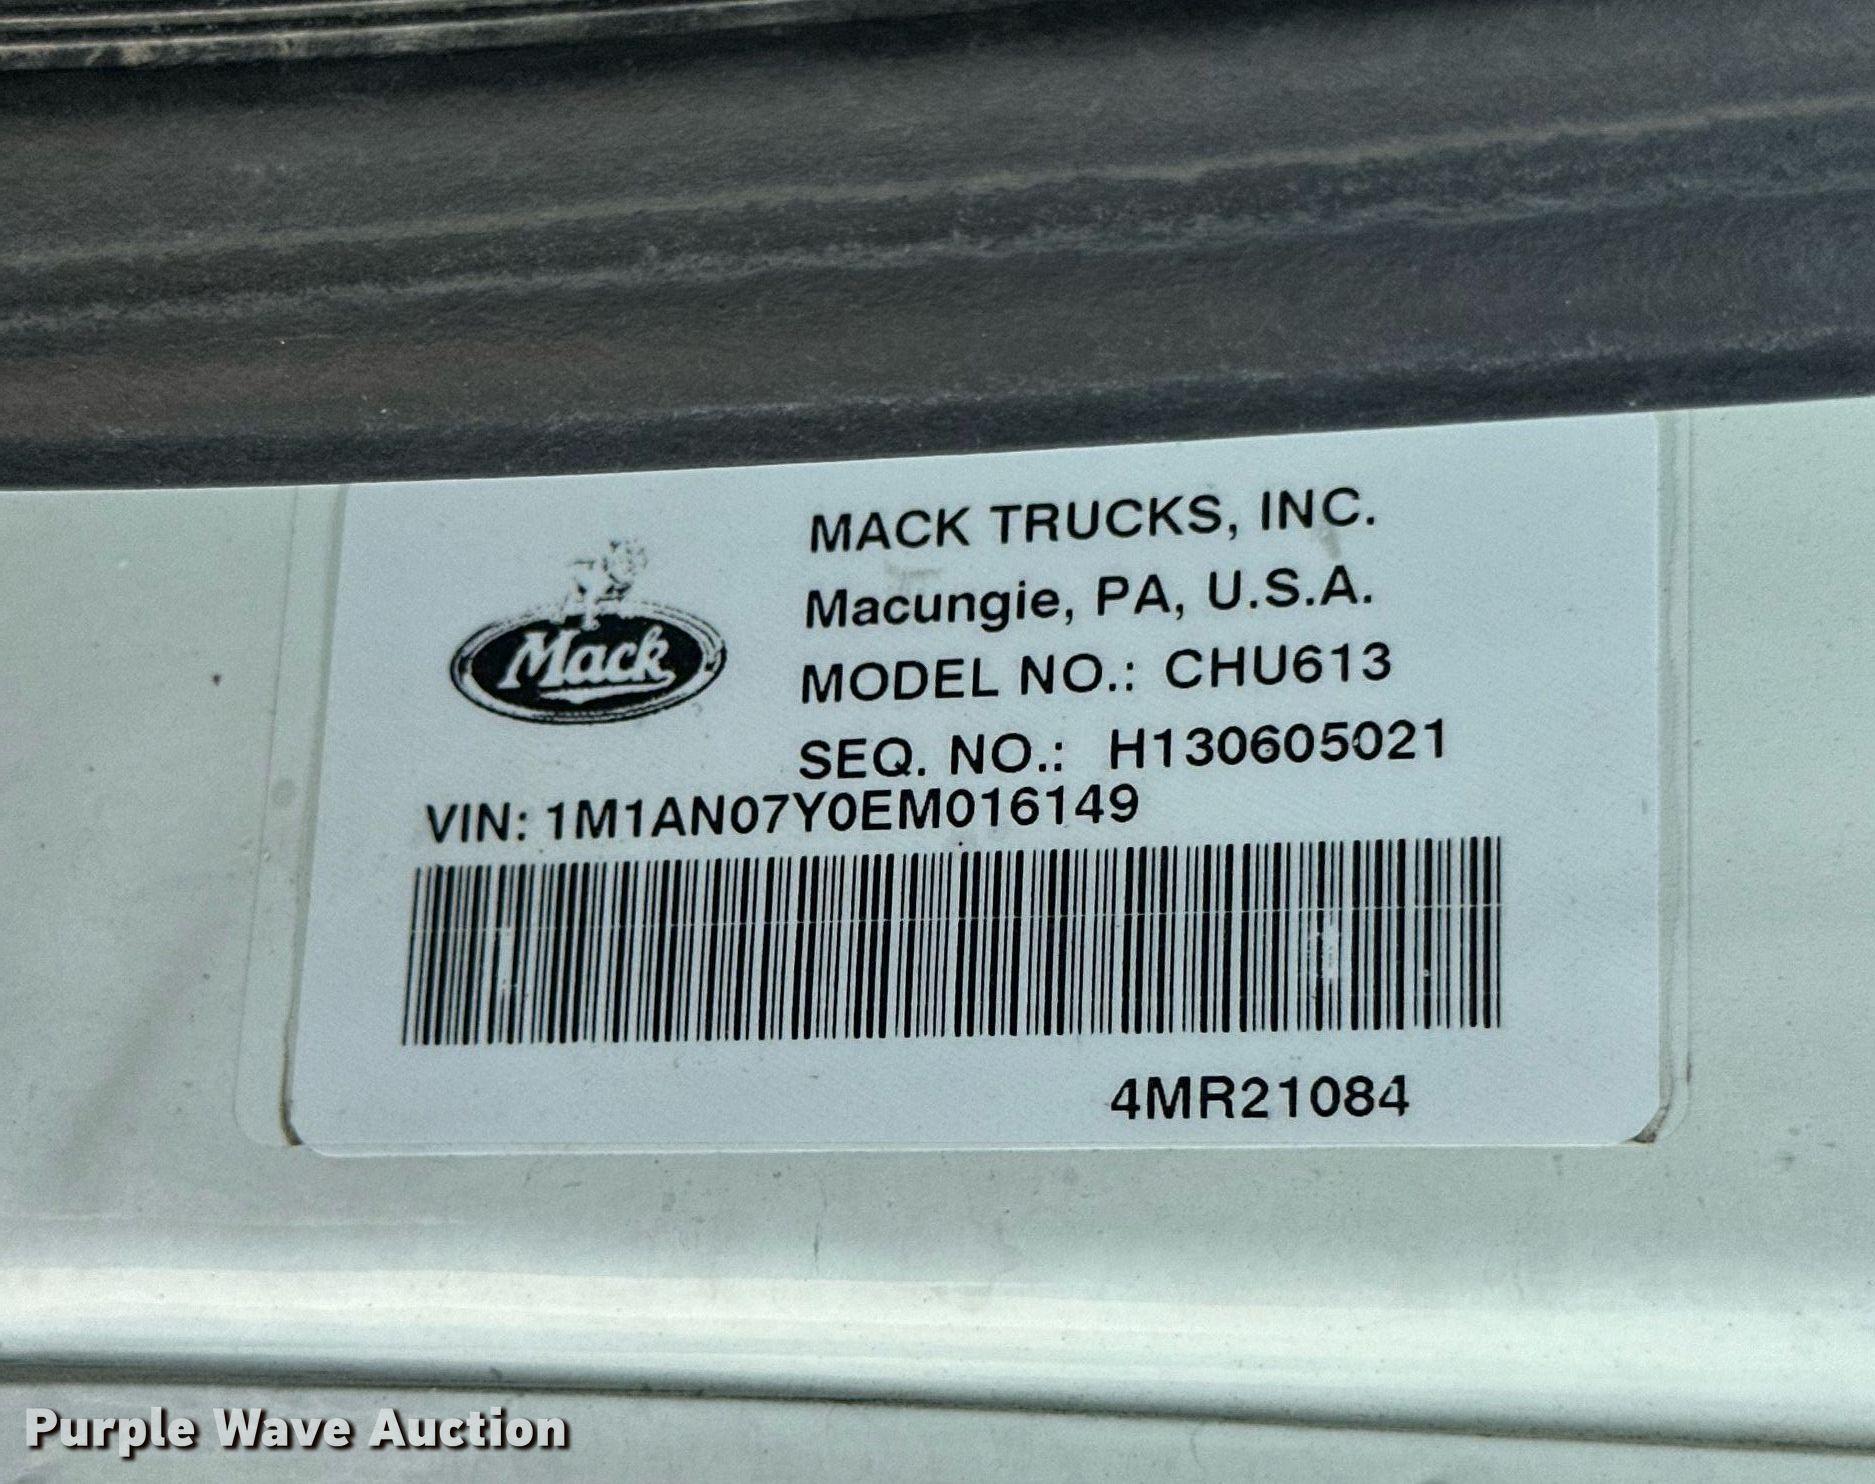 MACK TRUCKS, INC.
Macungie, PA, U.S.A.
Mack
MODEL NO.: CHU613
SEQ. NO.: H130605021
VIN: 1M1AN07Y0EM016149
4MR21084
Purple Wave Auction